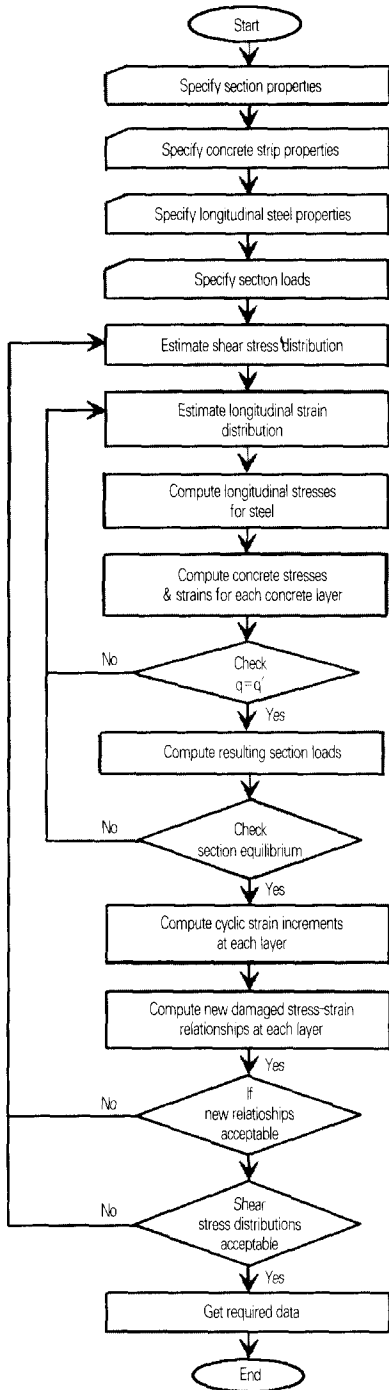 Start
Specify section properties
Specify concrete strip properties
Specify longitudinal steel properties
Specify section loads
Estimate shear stress distribution
Estimate longitudinal strain
distribution
Compute longitudinal stresses
for steel
Compute concrete stresses
& strains for each concrete layer
No
Check
q=q'
Yes
Compute resulting section loads
No
Check
section equilibrium
Yes
Compute cyclic strain increments
at each layer
Compute new damaged stress-strain
relationships at each layer
Yes
No
If
new relatioships
acceptable
No
Shear
stress distributions
acceptable
Yes
Get required data
End